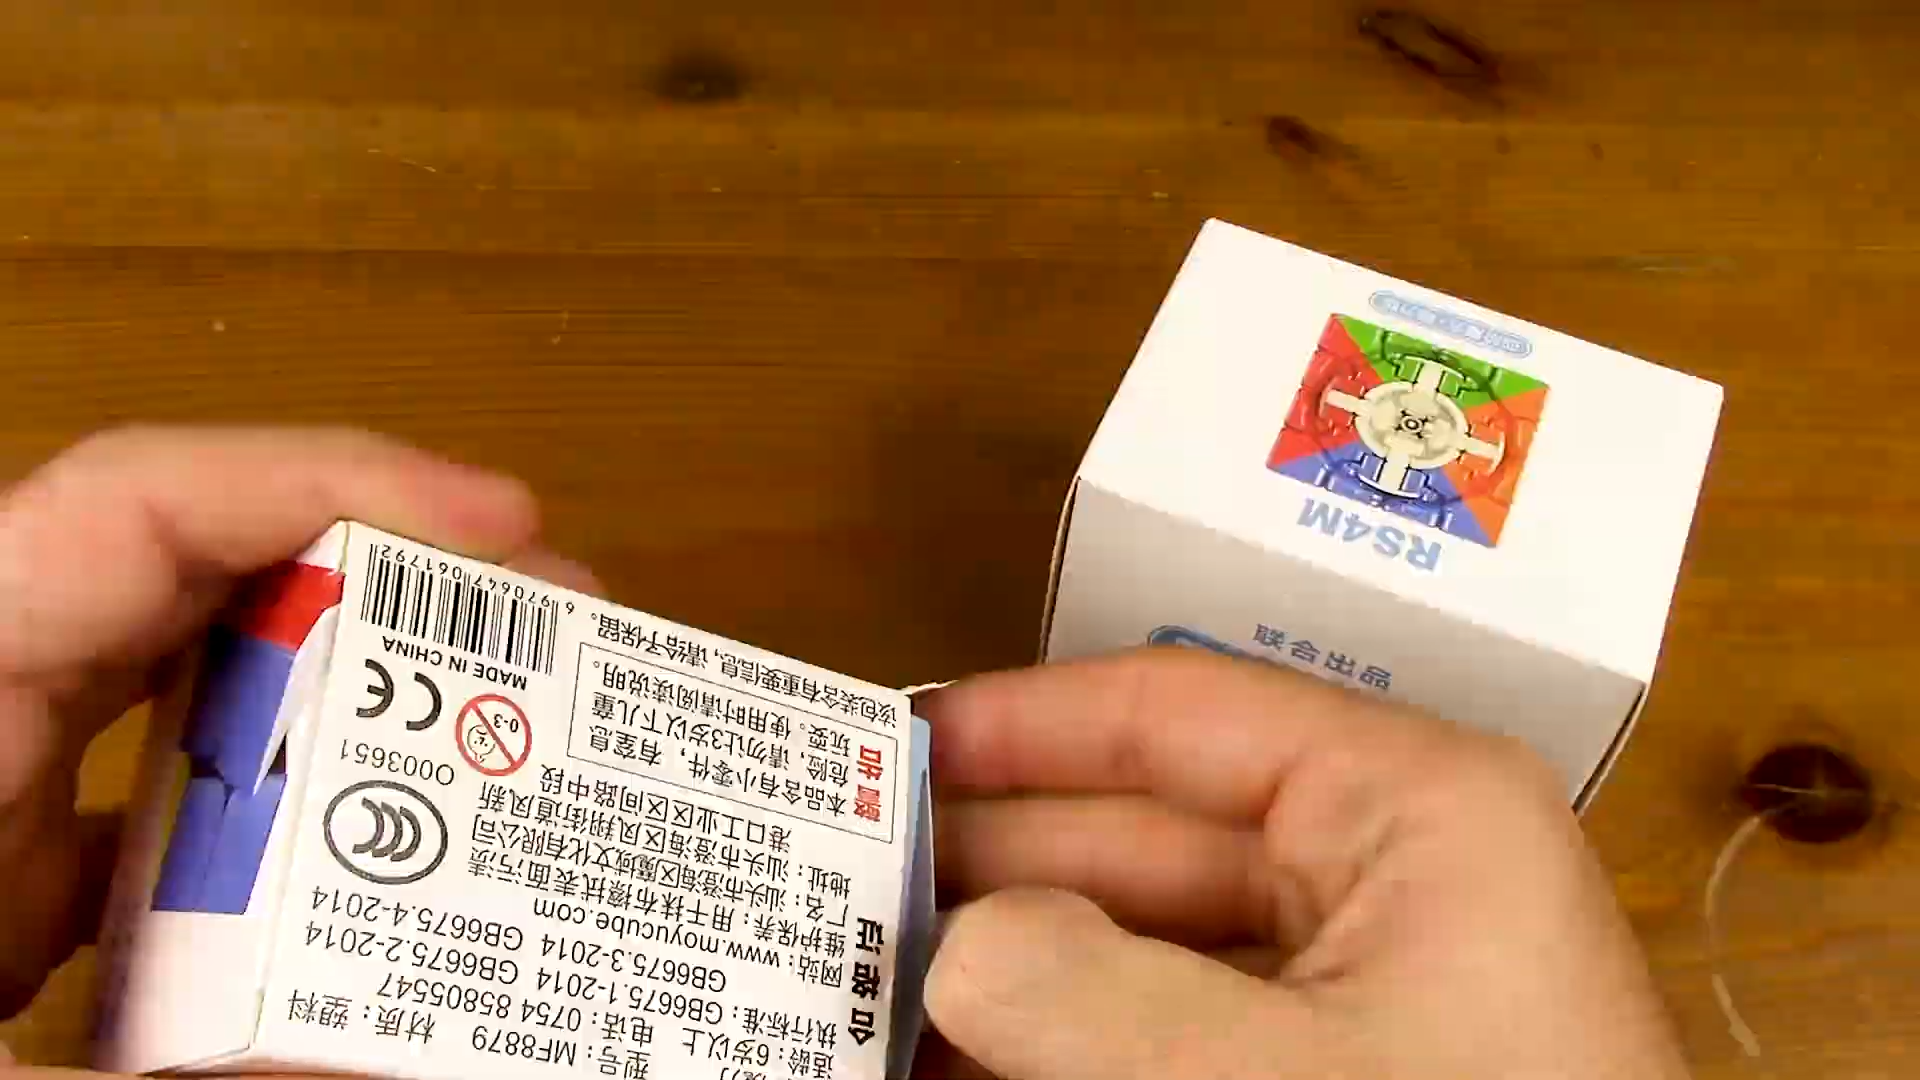 合格证
型号：MF8879 材质：塑料
适龄：6岁以上 电话：0754 85805547
执行标准：GB6675.1-2014 GB6675.2-2014
GB6675.3-2014 GB6675.4-2014
网站：www.moyucube.com
维护保养：用干抹布擦拭表面污渍
厂名：汕头市澄海区魔域文化有限公司
地址：汕头市澄海区凤翔街道凤新
港口工业区区间路中段
警告
本品含有小零件，有窒息
危险，请勿让3岁以下儿童
玩耍。使用时请阅读说明。
该包装含有重要信息，请给予保留。
O003651
CCC
CE
0-3
MADE IN CHINA
6 970647 061792
RS4M
联合出品